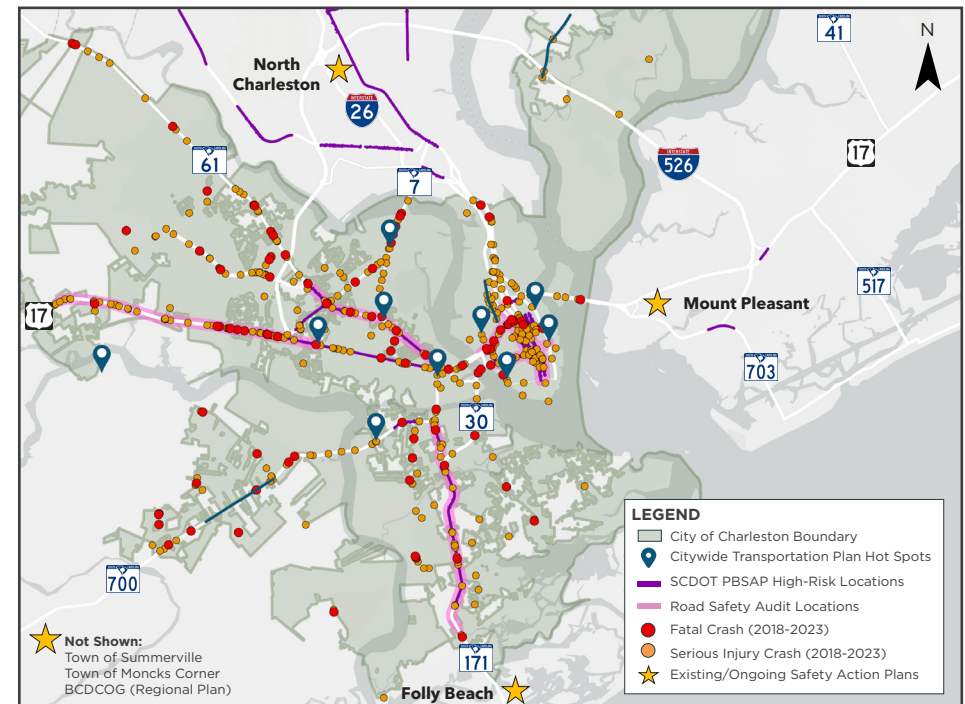 41
N
North
Charleston
INTERSTATE
26
17
61
INTERSTATE
526
7
517
17
Mount Pleasant
703
30
700
171
Folly Beach
Not Shown:
Town of Summerville
Town of Moncks Corner
BCDCOG (Regional Plan)
LEGEND
City of Charleston Boundary
Citywide Transportation Plan Hot Spots
SCDOT PBSAP High-Risk Locations
Road Safety Audit Locations
Fatal Crash (2018-2023)
Serious Injury Crash (2018-2023)
Existing/Ongoing Safety Action Plans